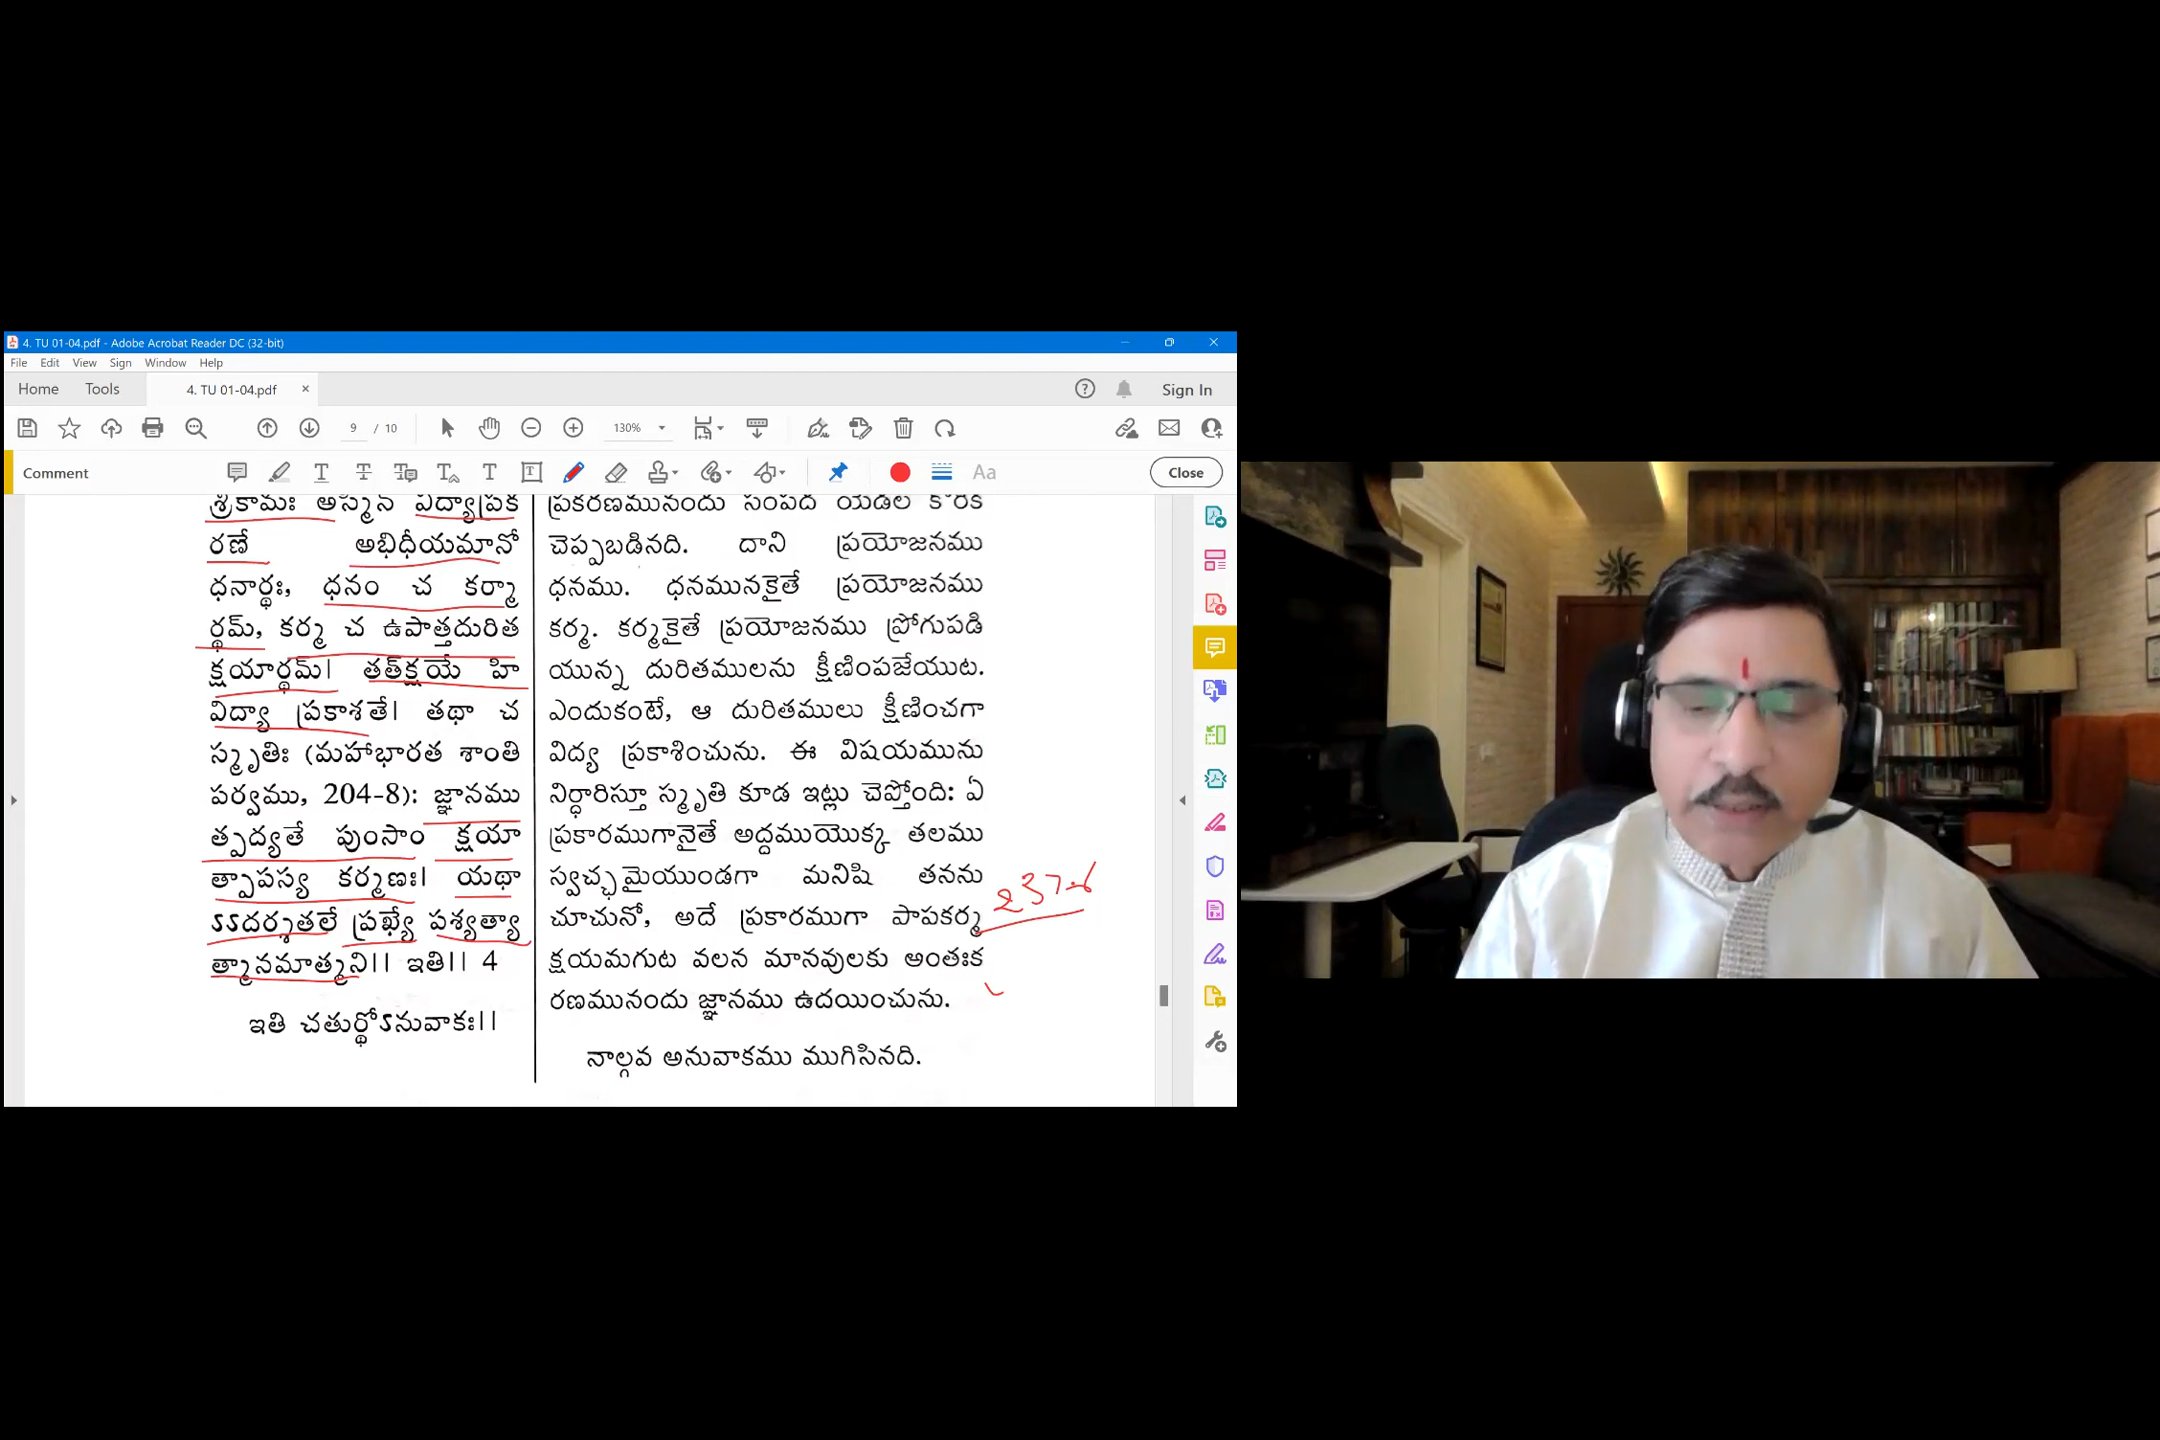 4. TU 01-04.pdf - Adobe Acrobat Reader DC (32-bit)
File Edit View Sign Window Help
Home Tools 4. TU 01-04.pdf Sign In
9 / 10 130%
Comment Close
శ్రీకామః అస్మిన్ విద్యాప్రక
రణే అభిధీయమానో
ధనార్థః, ధనం చ కర్మా
ర్థమ్, కర్మ చ ఉపాత్తదురిత
క్షయార్థమ్। తత్‌క్షయే హి
విద్యా ప్రకాశతే। తథా చ
స్మృతిః (మహాభారత శాంతి
పర్వము, 204-8): జ్ఞానము
త్పద్యతే పుంసాం క్షయా
త్పాపస్య కర్మణః। యథా
ఽఽదర్శతలే ప్రఖ్యే పశ్యత్యా
త్మానమాత్మని।। ఇతి।। 4
ఇతి చతుర్థోఽనువాకః।।
ప్రకరణమునందు సంపద యెడల కోరిక
చెప్పబడినది. దాని ప్రయోజనము
ధనము. ధనమునకైతే ప్రయోజనము
కర్మ. కర్మకైతే ప్రయోజనము ప్రోగుపడి
యున్న దురితములను క్షీణింపజేయుట.
ఎందుకంటే, ఆ దురితములు క్షీణించగా
విద్య ప్రకాశించును. ఈ విషయమును
నిర్ధారిస్తూ స్మృతి కూడ ఇట్లు చెప్తోంది: ఏ
ప్రకారముగానైతే అద్దముయొక్క తలము
స్వచ్ఛమైయుండగా మనిషి తనను
చూచునో, అదే ప్రకారముగా పాపకర్మ
క్షయమగుట వలన మానవులకు అంతఃక
రణమునందు జ్ఞానము ఉదయించును.
నాల్గవ అనువాకము ముగిసినది.